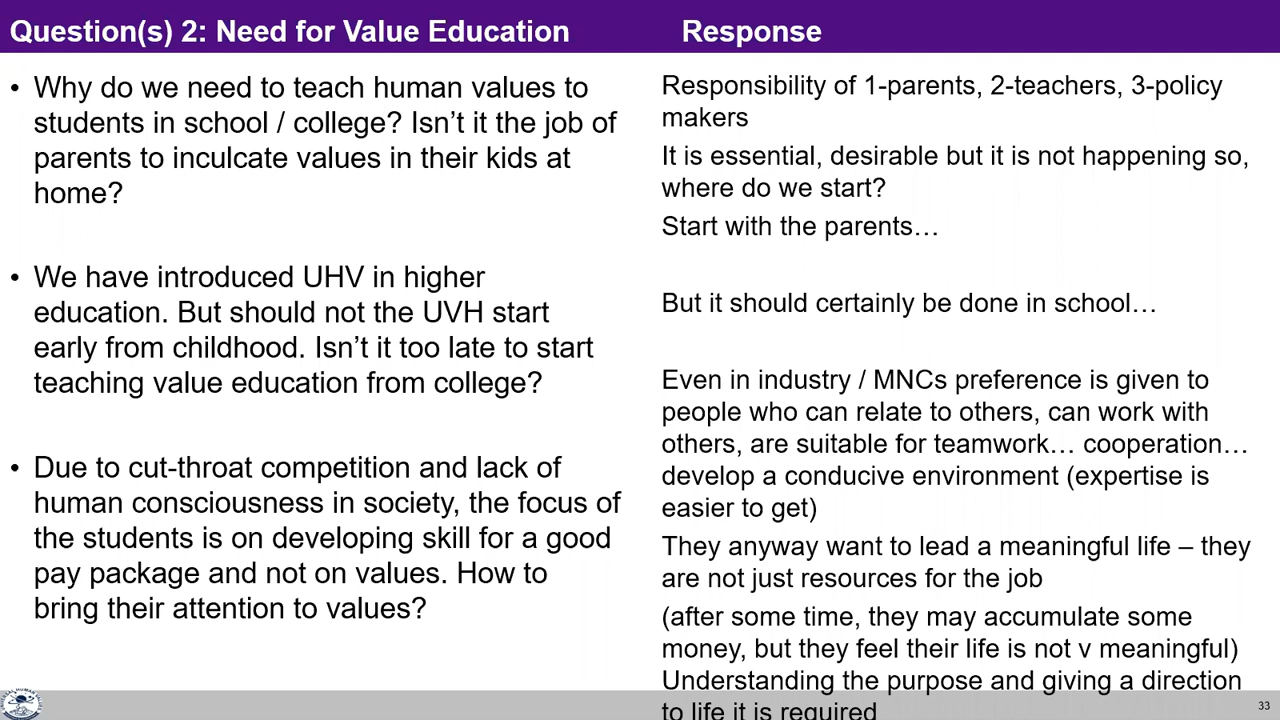 Question(s) 2: Need for Value Education
Response
• Why do we need to teach human values to
students in school / college? Isn’t it the job of
parents to inculcate values in their kids at
home?
• We have introduced UHV in higher
education. But should not the UVH start
early from childhood. Isn’t it too late to start
teaching value education from college?
• Due to cut-throat competition and lack of
human consciousness in society, the focus of
the students is on developing skill for a good
pay package and not on values. How to
bring their attention to values?
Responsibility of 1-parents, 2-teachers, 3-policy
makers
It is essential, desirable but it is not happening so,
where do we start?
Start with the parents…
But it should certainly be done in school…
Even in industry / MNCs preference is given to
people who can relate to others, can work with
others, are suitable for teamwork… cooperation…
develop a conducive environment (expertise is
easier to get)
They anyway want to lead a meaningful life – they
are not just resources for the job
(after some time, they may accumulate some
money, but they feel their life is not v meaningful)
Understanding the purpose and giving a direction
to life it is required
33